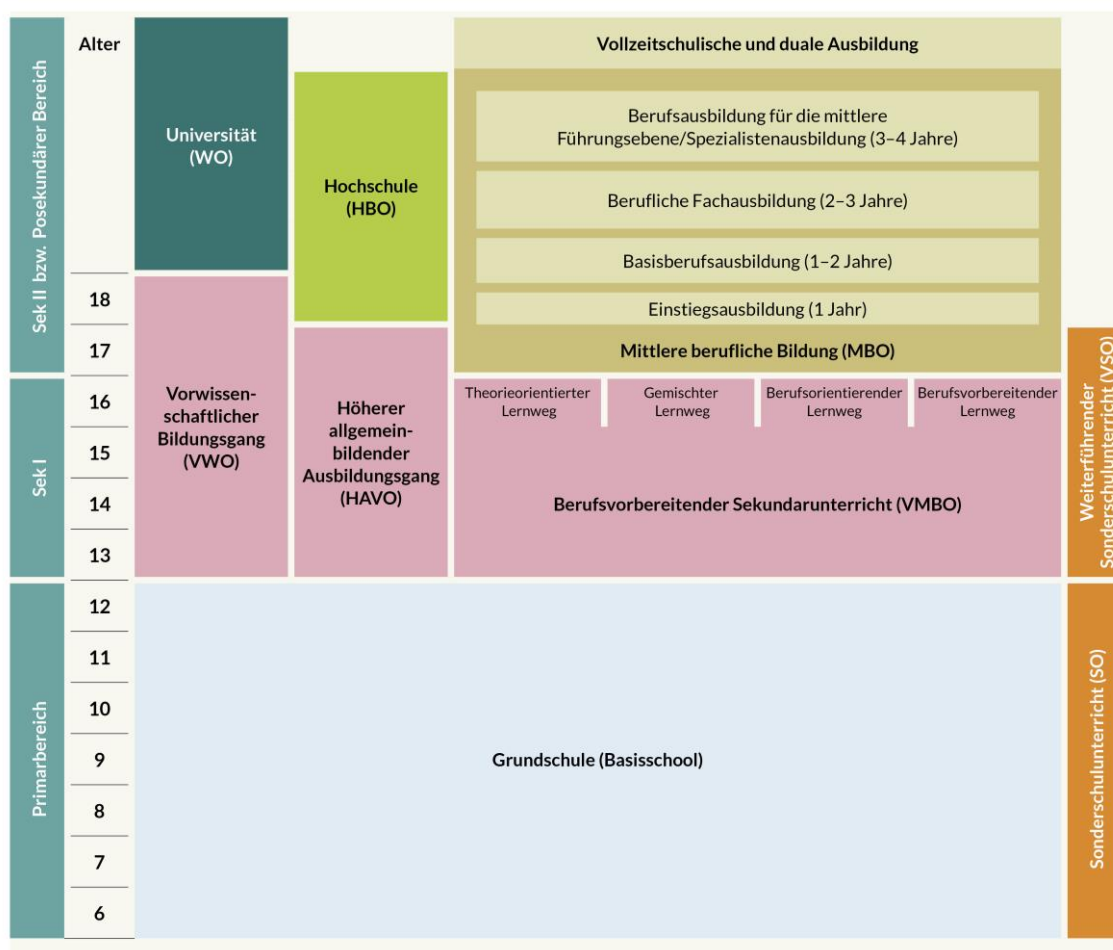 Alter
Sek II bzw. Posekundärer Bereich
Sek I
Primarbereich
18
17
16
15
14
13
12
11
10
9
8
7
6
Universität
(WO)
Hochschule
(HBO)
Vollzeitschulische und duale Ausbildung
Berufsausbildung für die mittlere
Führungsebene/Spezialistenausbildung (3–4 Jahre)
Berufliche Fachausbildung (2–3 Jahre)
Basisberufsausbildung (1–2 Jahre)
Einstiegsausbildung (1 Jahr)
Mittlere berufliche Bildung (MBO)
Vorwissen-
schaftlicher
Bildungsgang
(VWO)
Höherer
allgemein-
bildender
Ausbildungsgang
(HAVO)
Theorieorientierter
Lernweg
Gemischter
Lernweg
Berufsorientierender
Lernweg
Berufsvorbereitender
Lernweg
Berufsvorbereitender Sekundarunterricht (VMBO)
Weiterführender
Sonderschulunterricht (VSO)
Grundschule (Basisschool)
Sonderschulunterricht (SO)